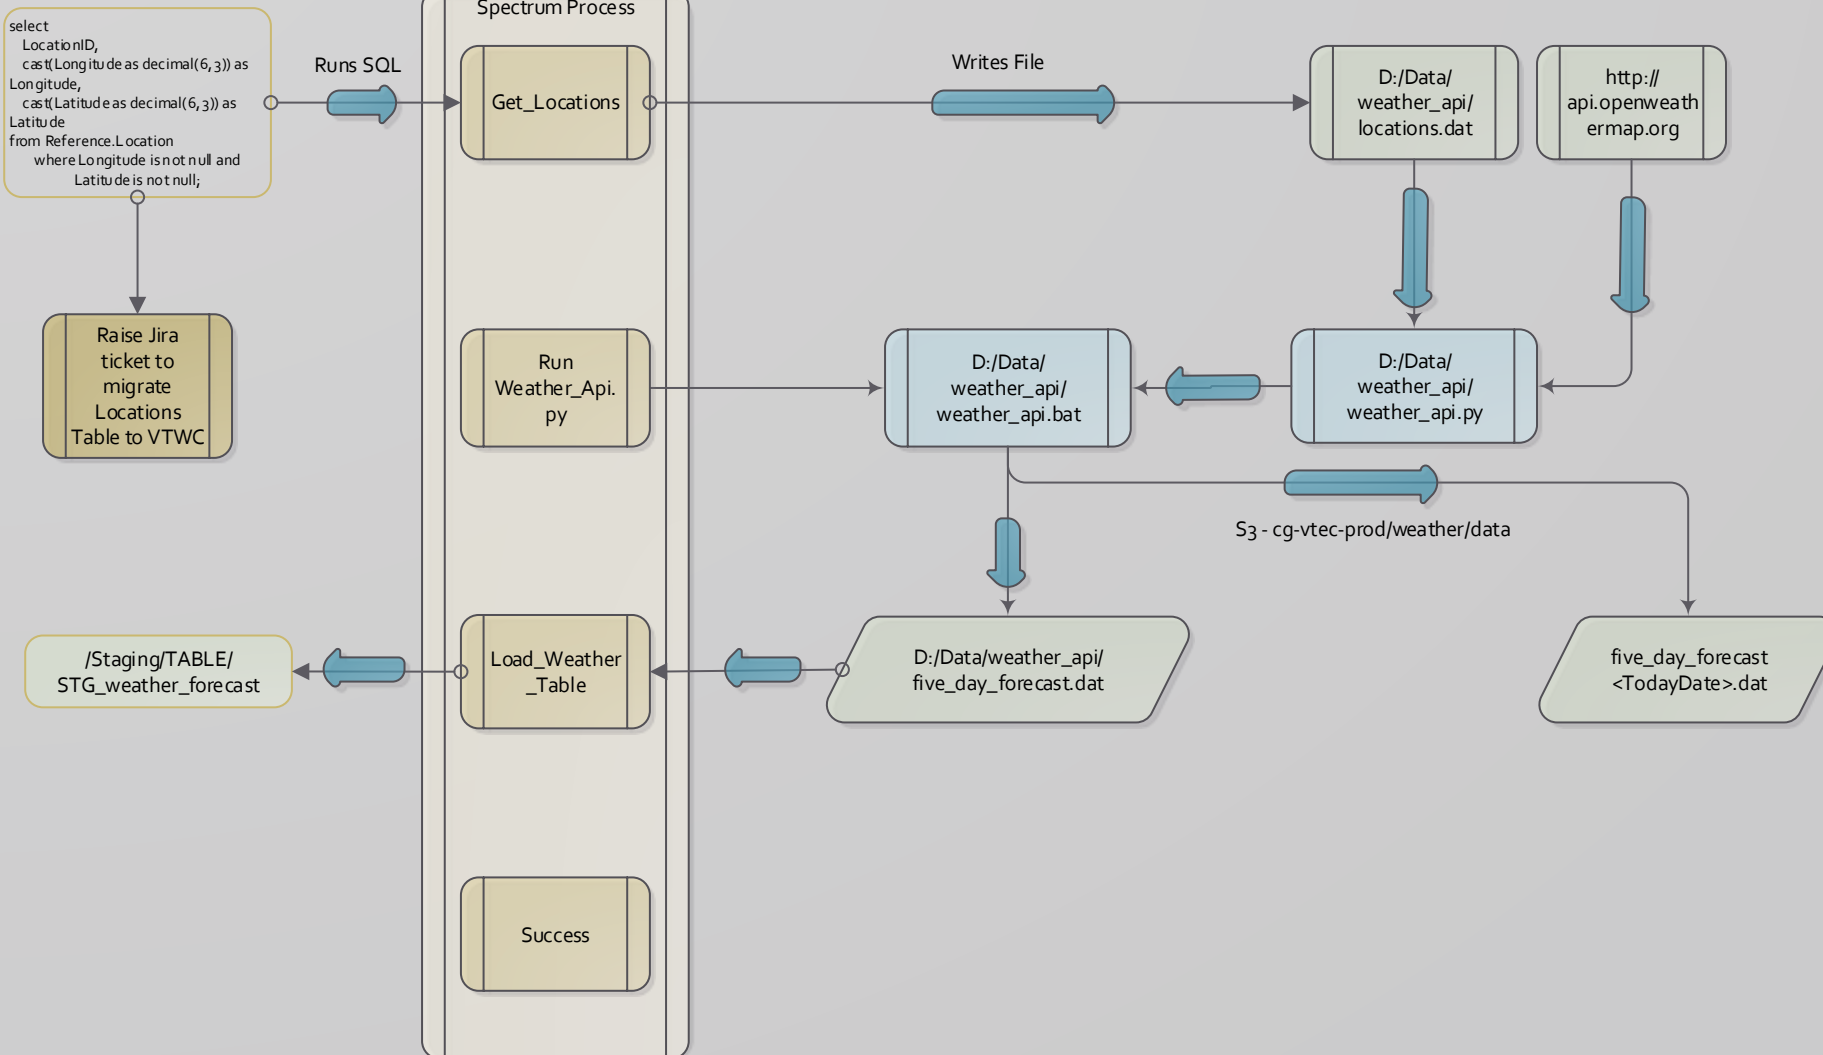 select
LocationID,
cast(Longitude as decimal(6,3)) as
Longitude,
cast(Latitude as decimal(6,3)) as
Latitude
from Reference.Location
where Longitude is not null and
Latitude is not null;
Runs SQL
Spectrum Process
Get_Locations
Writes File
D:/Data/
weather_api/
locations.dat
http://
api.openweath
ermap.org
Raise Jira
ticket to
migrate
Locations
Table to VTWC
Run
Weather_Api.
py
D:/Data/
weather_api/
weather_api.bat
D:/Data/
weather_api/
weather_api.py
S3 - cg-vtec-prod/weather/data
/Staging/TABLE/
STG_weather_forecast
Load_Weather
_Table
D:/Data/weather_api/
five_day_forecast.dat
five_day_forecast
<TodayDate>.dat
Success